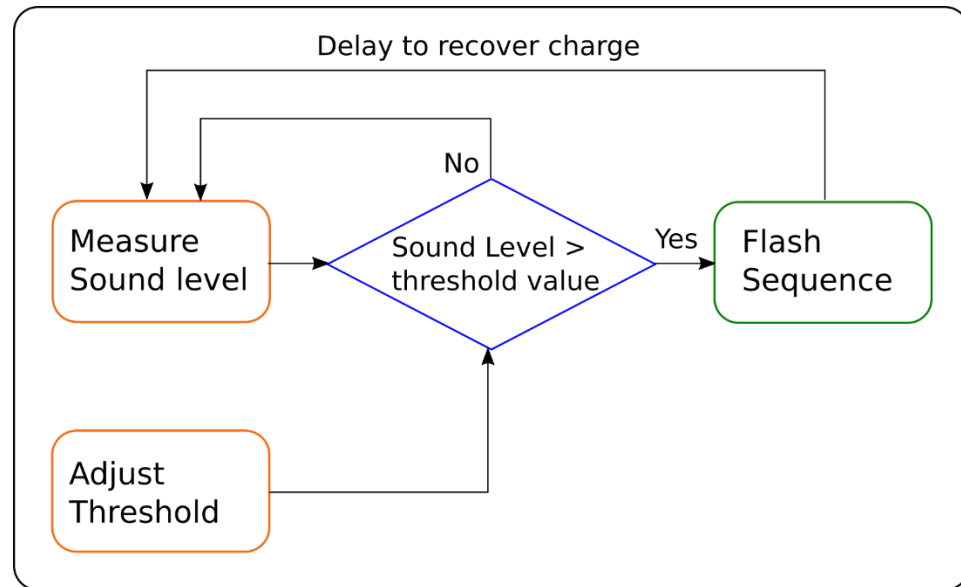 Delay to recover charge
No
Measure
Sound level
Sound Level >
threshold value
Yes
Flash
Sequence
Adjust
Threshold